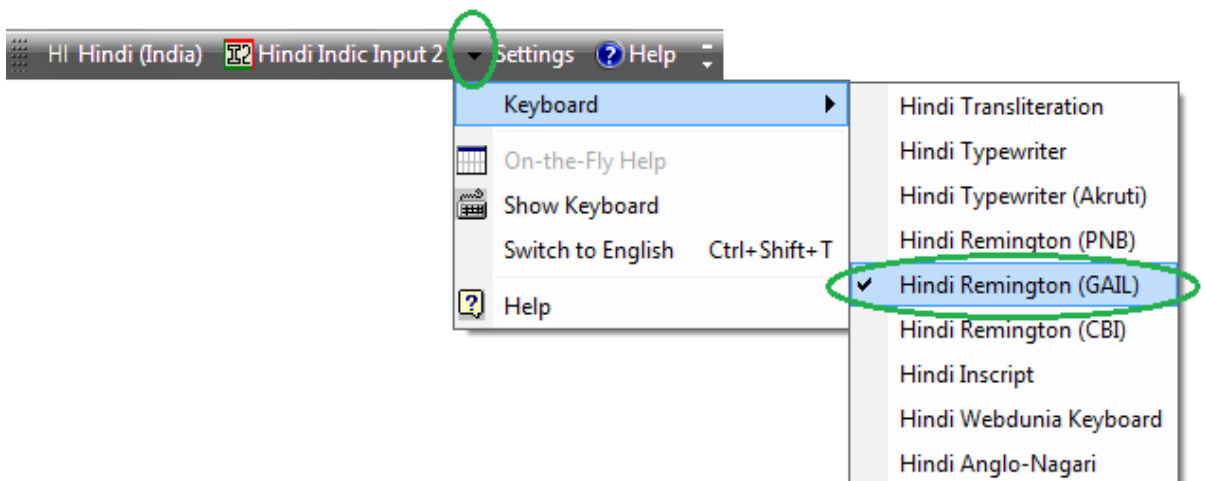 HI Hindi (India) Hindi Indic Input 2 Settings Help
Keyboard
On-the-Fly Help
Show Keyboard
Switch to English Ctrl+Shift+T
Help
Hindi Transliteration
Hindi Typewriter
Hindi Typewriter (Akruti)
Hindi Remington (PNB)
Hindi Remington (GAIL)
Hindi Remington (CBI)
Hindi Inscript
Hindi Webdunia Keyboard
Hindi Anglo-Nagari